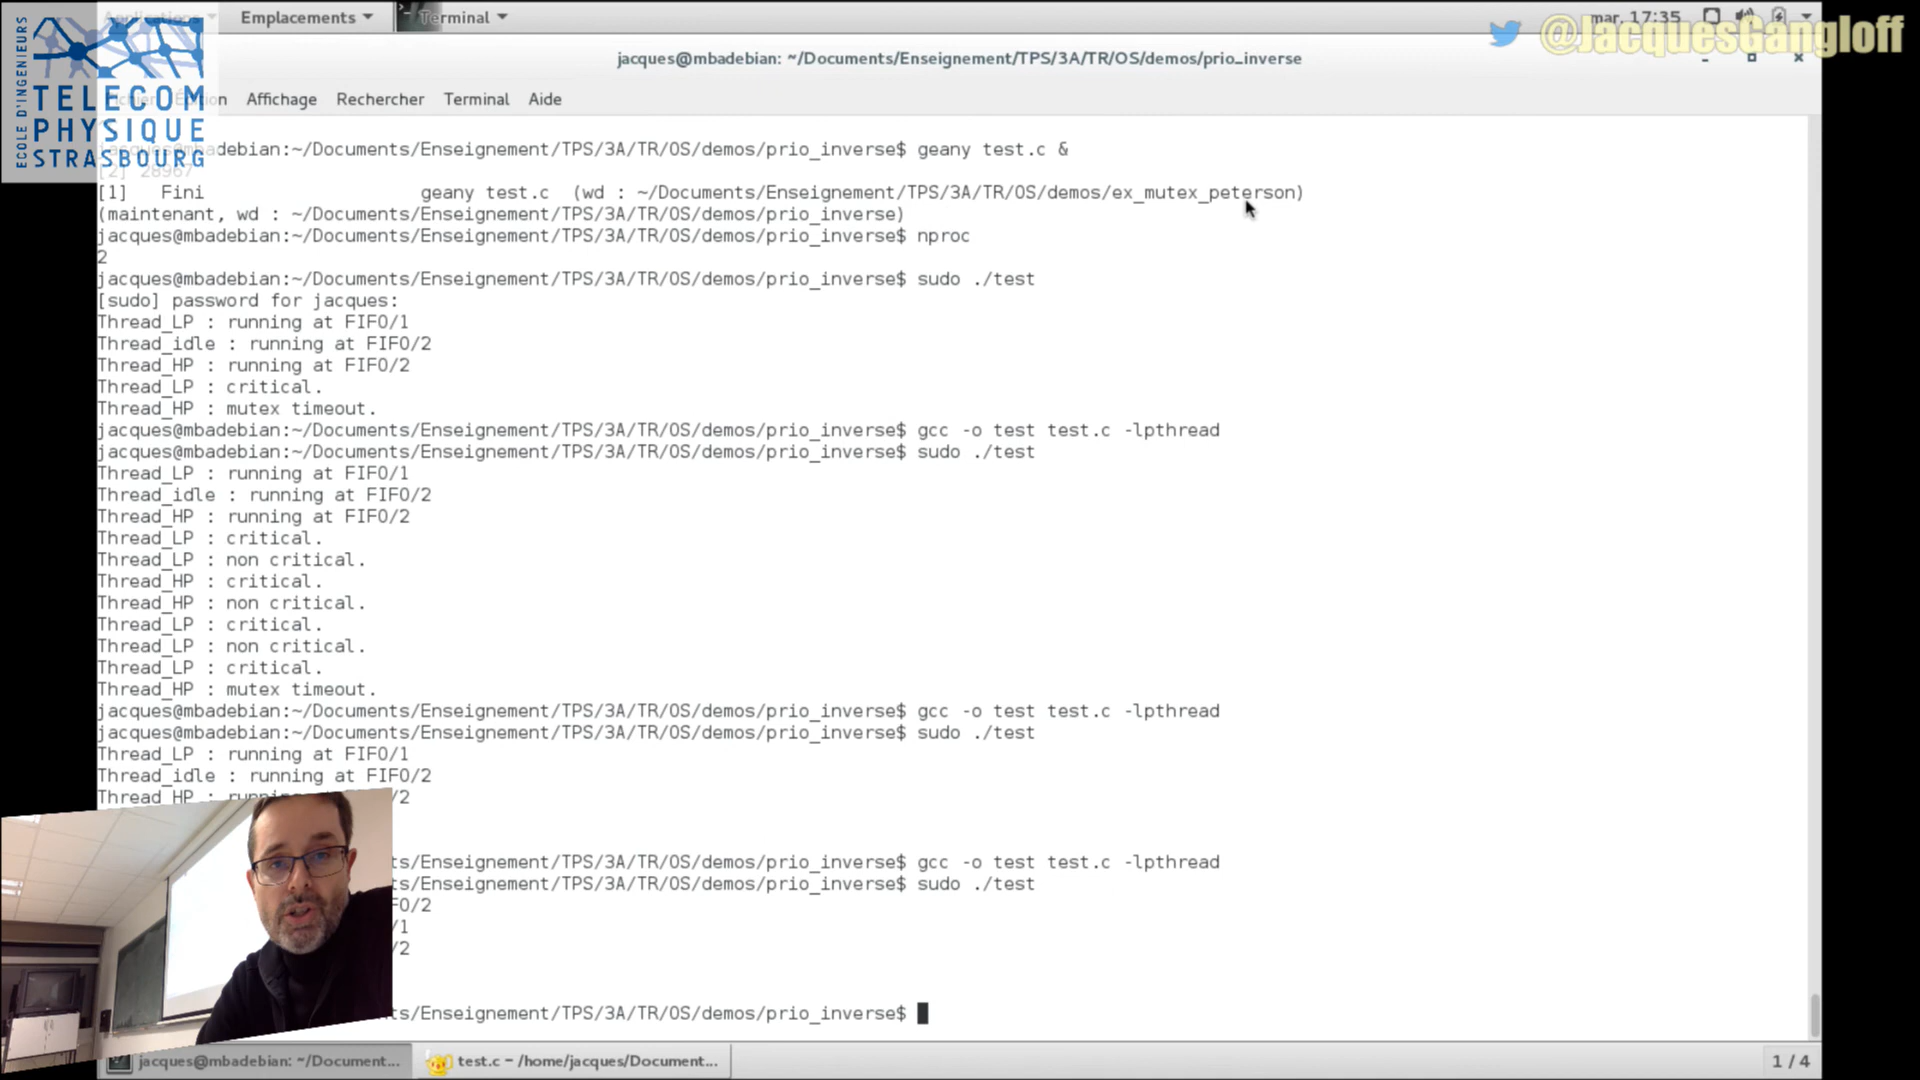 Emplacements
Terminal
mar. 17:35
@JacquesGangloff
ECOLE D'INGENIEURS
TELECOM
PHYSIQUE
STRASBOURG
jacques@mbadebian: ~/Documents/Enseignement/TPS/3A/TR/OS/demos/prio_inverse
Affichage Rechercher Terminal Aide
adebian:~/Documents/Enseignement/TPS/3A/TR/OS/demos/prio_inverse$ geany test.c &
[2] 28967
[1]   Fini                    geany test.c  (wd : ~/Documents/Enseignement/TPS/3A/TR/OS/demos/ex_mutex_peterson)
(maintenant, wd : ~/Documents/Enseignement/TPS/3A/TR/OS/demos/prio_inverse)
jacques@mbadebian:~/Documents/Enseignement/TPS/3A/TR/OS/demos/prio_inverse$ nproc
2
jacques@mbadebian:~/Documents/Enseignement/TPS/3A/TR/OS/demos/prio_inverse$ sudo ./test
[sudo] password for jacques:
Thread_LP : running at FIFO/1
Thread_idle : running at FIFO/2
Thread_HP : running at FIFO/2
Thread_LP : critical.
Thread_HP : mutex timeout.
jacques@mbadebian:~/Documents/Enseignement/TPS/3A/TR/OS/demos/prio_inverse$ gcc -o test test.c -lpthread
jacques@mbadebian:~/Documents/Enseignement/TPS/3A/TR/OS/demos/prio_inverse$ sudo ./test
Thread_LP : running at FIFO/1
Thread_idle : running at FIFO/2
Thread_HP : running at FIFO/2
Thread_LP : critical.
Thread_LP : non critical.
Thread_HP : critical.
Thread_HP : non critical.
Thread_LP : critical.
Thread_LP : non critical.
Thread_LP : critical.
Thread_HP : mutex timeout.
jacques@mbadebian:~/Documents/Enseignement/TPS/3A/TR/OS/demos/prio_inverse$ gcc -o test test.c -lpthread
jacques@mbadebian:~/Documents/Enseignement/TPS/3A/TR/OS/demos/prio_inverse$ sudo ./test
Thread_LP : running at FIFO/1
Thread_idle : running at FIFO/2
Thread_HP : running /2
ts/Enseignement/TPS/3A/TR/OS/demos/prio_inverse$ gcc -o test test.c -lpthread
ts/Enseignement/TPS/3A/TR/OS/demos/prio_inverse$ sudo ./test
FO/2
/1
/2
ts/Enseignement/TPS/3A/TR/OS/demos/prio_inverse$
jacques@mbadebian: ~/Document...
test.c – /home/jacques/Document...
1 / 4